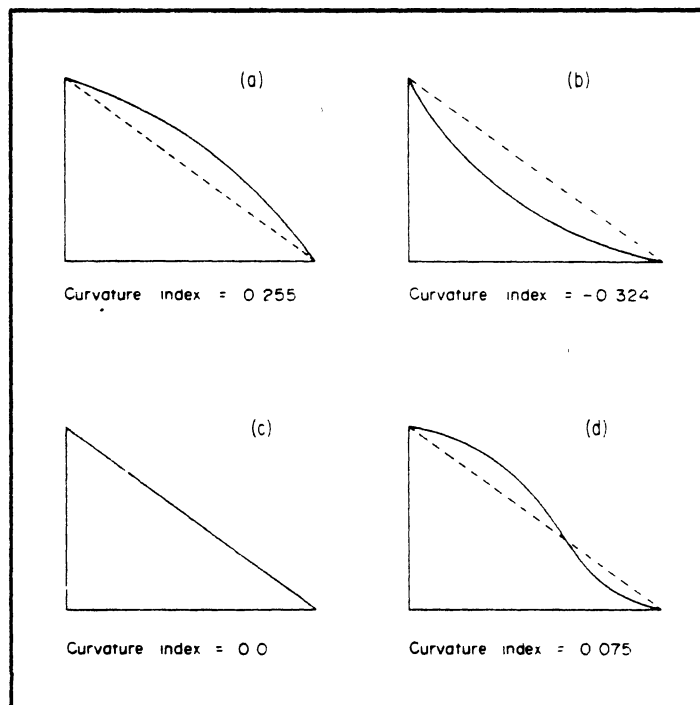 (a)
(b)
Curvature index = 0 255
Curvature index = -0 324
(c)
(d)
Curvature index = 0 0
Curvature index = 0 075